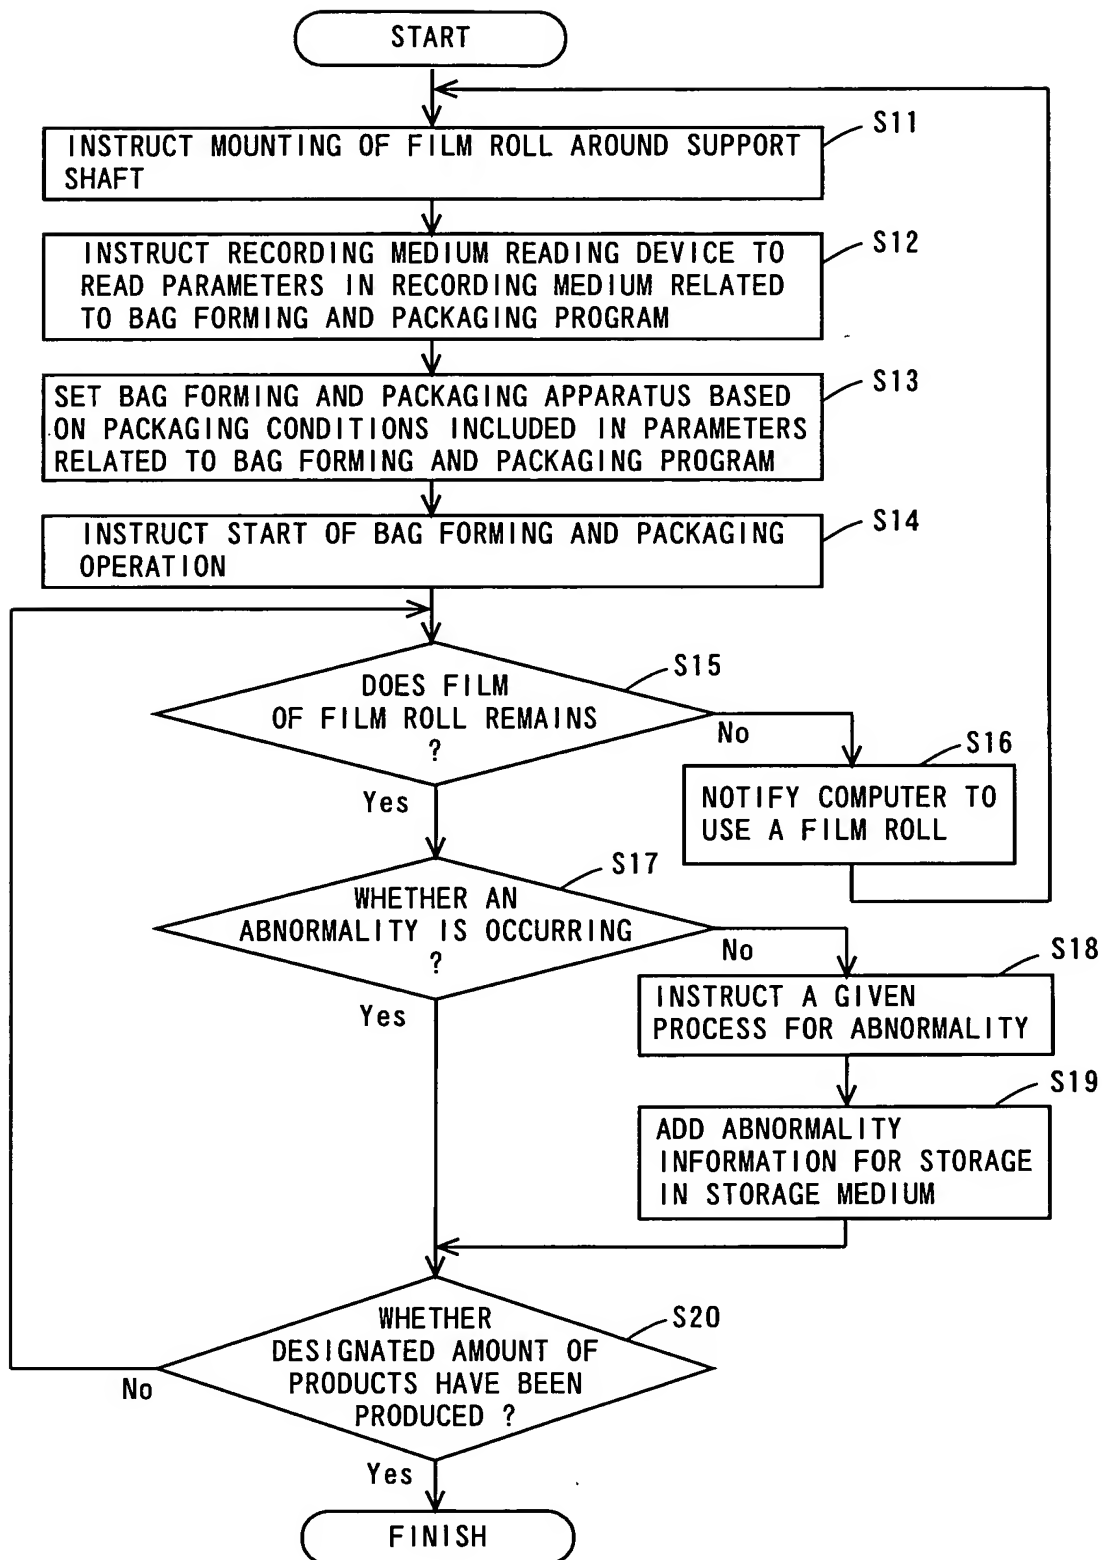 START
S11
INSTRUCT MOUNTING OF FILM ROLL AROUND SUPPORT
SHAFT
S12
INSTRUCT RECORDING MEDIUM READING DEVICE TO
READ PARAMETERS IN RECORDING MEDIUM RELATED
TO BAG FORMING AND PACKAGING PROGRAM
S13
SET BAG FORMING AND PACKAGING APPARATUS BASED
ON PACKAGING CONDITIONS INCLUDED IN PARAMETERS
RELATED TO BAG FORMING AND PACKAGING PROGRAM
S14
INSTRUCT START OF BAG FORMING AND PACKAGING
OPERATION
S15
DOES FILM
OF FILM ROLL REMAINS
?
No
Yes
S16
NOTIFY COMPUTER TO
USE A FILM ROLL
S17
WHETHER AN
ABNORMALITY IS OCCURRING
?
No
Yes
S18
INSTRUCT A GIVEN
PROCESS FOR ABNORMALITY
S19
ADD ABNORMALITY
INFORMATION FOR STORAGE
IN STORAGE MEDIUM
S20
WHETHER
DESIGNATED AMOUNT OF
PRODUCTS HAVE BEEN
PRODUCED ?
No
Yes
FINISH